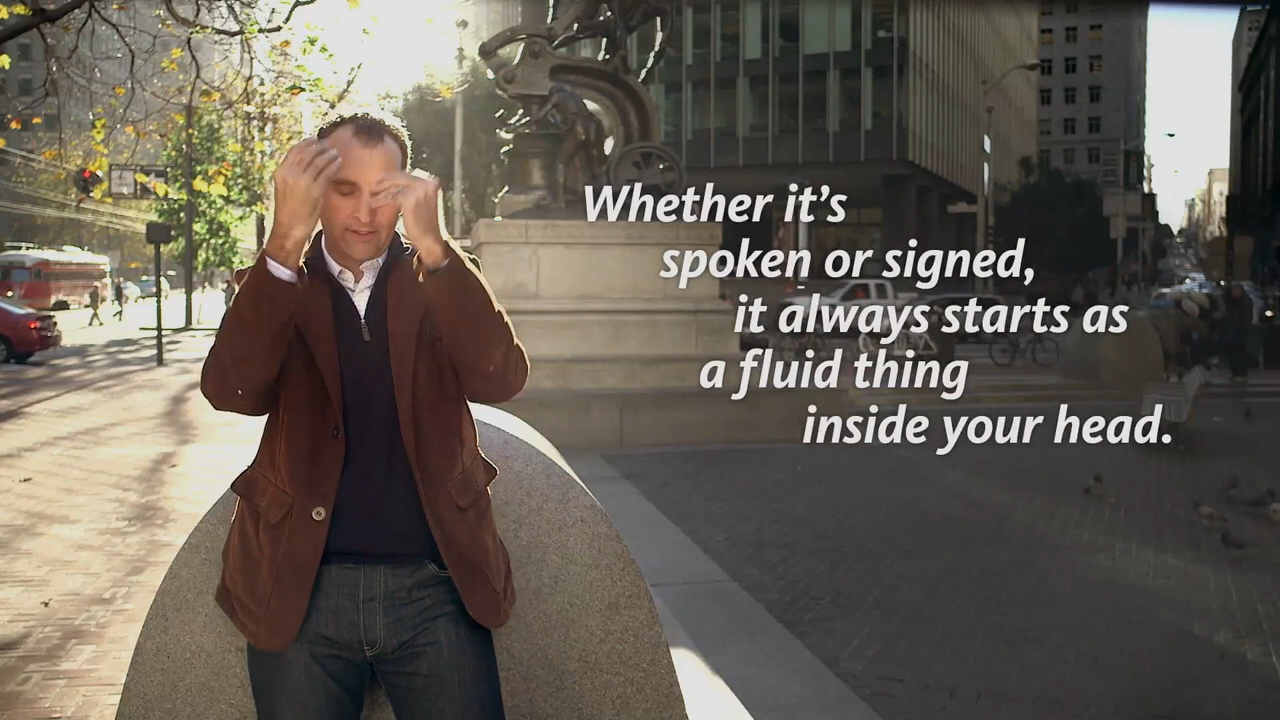 Whether it's
spoken or signed,
it always starts as
a fluid thing
inside your head.